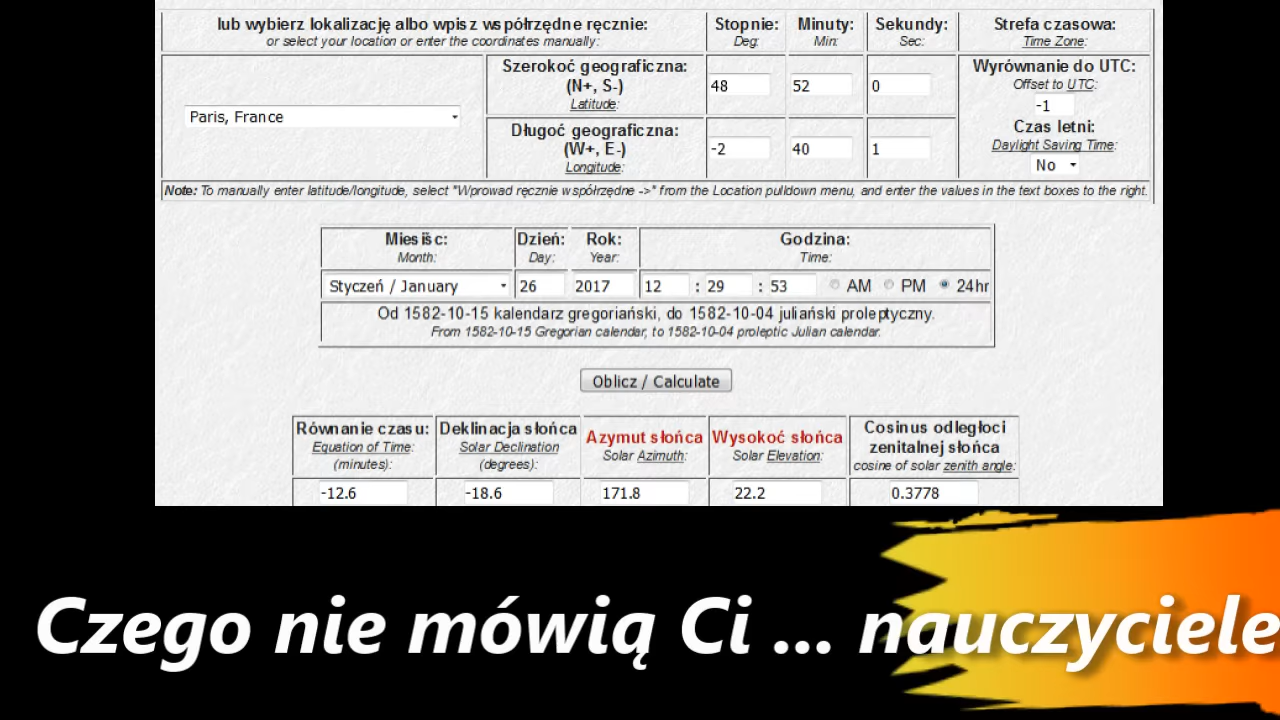 lub wybierz lokalizację albo wpisz współrzędne ręcznie: Stopnie: Minuty: Sekundy: Strefa czasowa:
or select your location or enter the coordinates manually: Deg: Min: Sec: Time Zone:
Szerokoć geograficzna: Wyrównanie do UTC:
(N+, S-) 48 52 0 Offset to UTC:
Latitude: -1
Paris, France
Długoć geograficzna: Czas letni:
(W+, E-) -2 40 1 Daylight Saving Time:
Longitude: No
Note: To manually enter latitude/longitude, select "Wprowad ręcznie współrzędne ->" from the Location pulldown menu, and enter the values in the text boxes to the right.
Miesišc: Dzień: Rok: Godzina:
Month: Day: Year: Time:
Styczeń / January 26 2017 12 : 29 : 53 AM PM 24hr
Od 1582-10-15 kalendarz gregoriański, do 1582-10-04 juliański proleptyczny.
From 1582-10-15 Gregorian calendar, to 1582-10-04 proleptic Julian calendar.
Oblicz / Calculate
Równanie czasu: Deklinacja słońca Azymut słońca Wysokoć słońca Cosinus odległoci
Equation of Time: Solar Declination Solar Azimuth: Solar Elevation: zenitalnej słońca
(minutes): (degrees): cosine of solar zenith angle:
-12.6 -18.6 171.8 22.2 0.3778
Czego nie mówią Ci ... nauczyciele